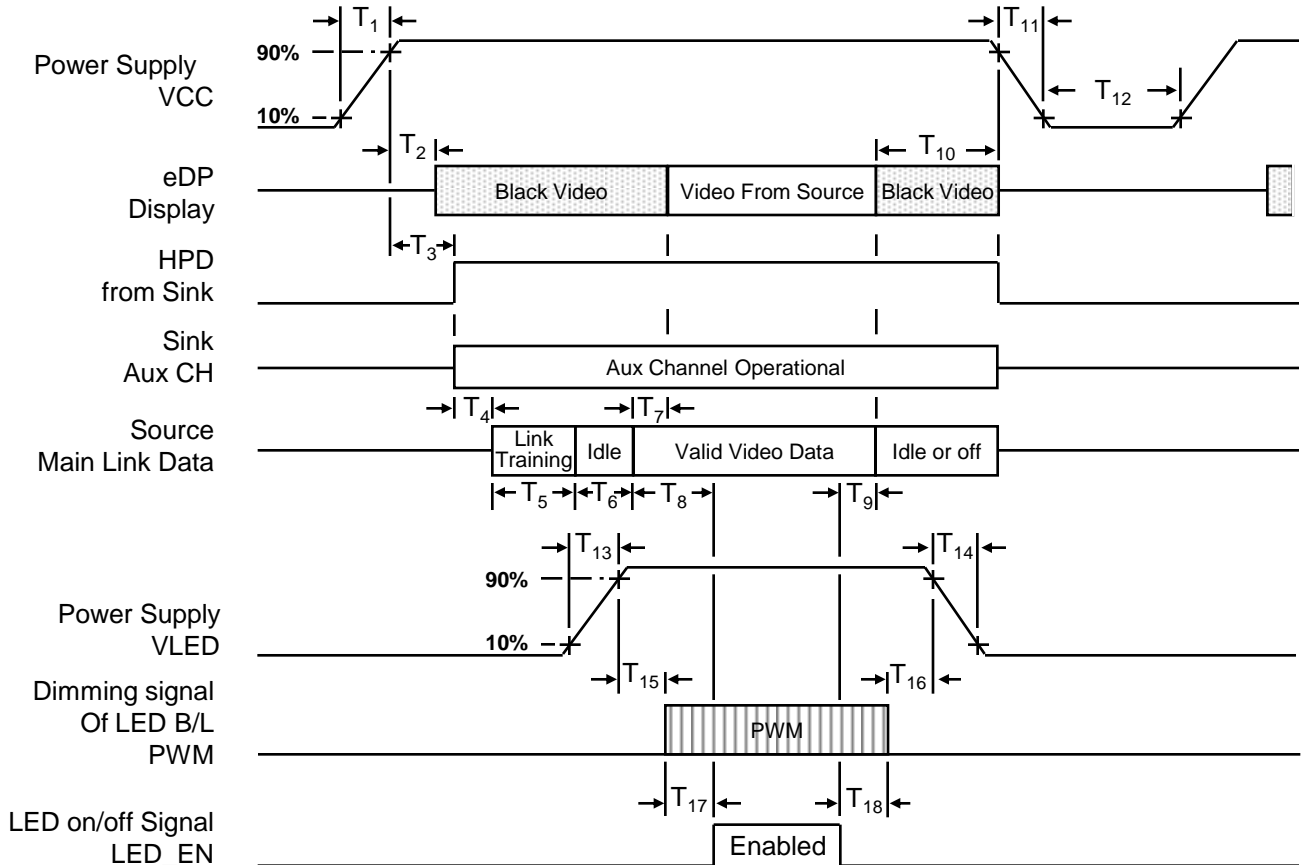 T1
T11
90%
Power Supply
VCC
T12
10%
T2
T10
eDP
Display
Black Video
Video From Source
Black Video
T3
HPD
from Sink
Sink
Aux CH
Aux Channel Operational
T4
T7
Source
Main Link Data
Link
Training
Idle
Valid Video Data
Idle or off
T5
T6
T8
T9
T13
T14
90%
Power Supply
VLED
10%
T15
T16
Dimming signal
Of LED B/L
PWM
PWM
T17
T18
LED on/off Signal
LED_EN
Enabled